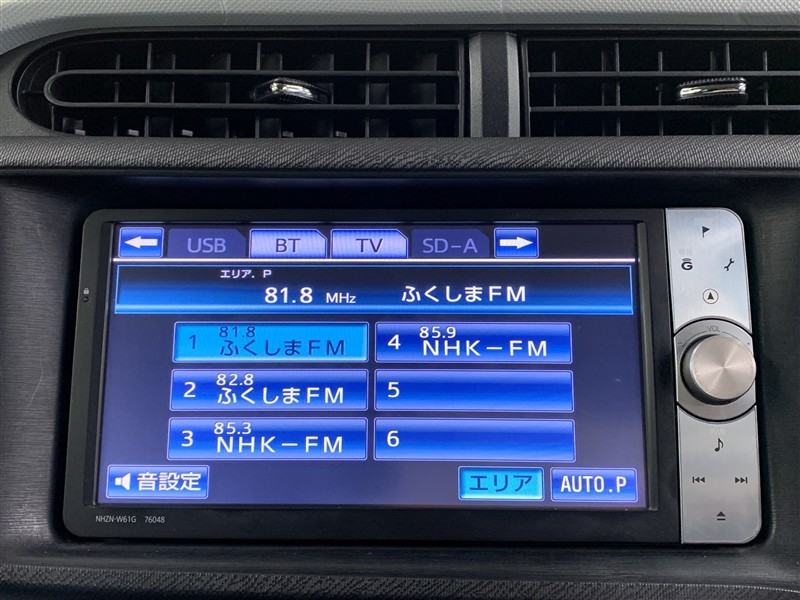 USB BT TV SD-A
エリア.P
81.8 MHz ふくしまFM
1 81.8 ふくしまFM
4 85.9 NHK-FM
2 82.8 ふくしまFM
5
3 85.3 NHK-FM
6
音設定 エリア AUTO.P
NHZN-W61G 76048
G
VOL